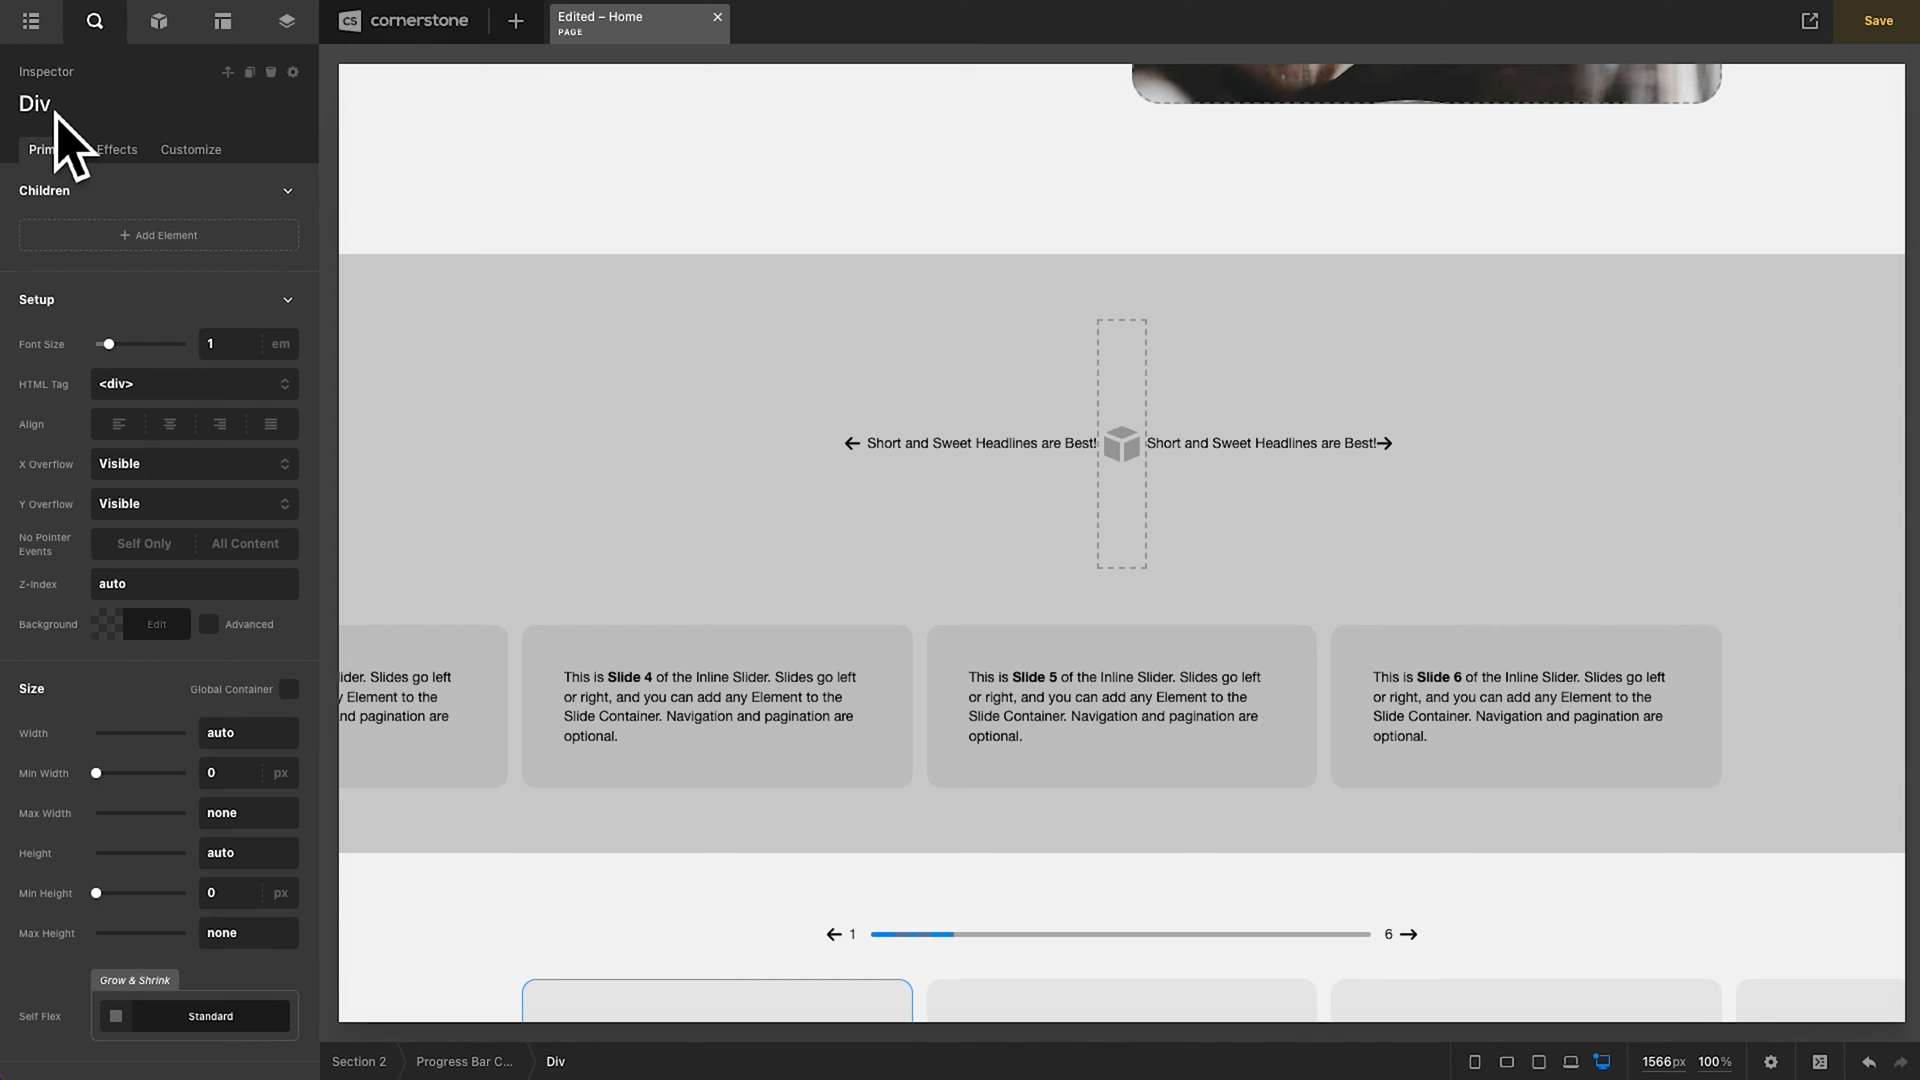 CS cornerstone
+
Edited – Home
PAGE
Save
Inspector
Div
Prim
Effects
Customize
Children
+ Add Element
Setup
Font Size
1
em
HTML Tag
<div>
Align
X Overflow
Visible
Y Overflow
Visible
No Pointer
Events
Self Only
All Content
Z-Index
auto
Background
Edit
Advanced
Size
Global Container
Width
auto
Min Width
0
px
Max Width
none
Height
auto
Min Height
0
px
Max Height
none
Grow & Shrink
Self Flex
Standard
Short and Sweet Headlines are Best!
Short and Sweet Headlines are Best!
ider. Slides go left
y Element to the
nd pagination are
This is Slide 4 of the Inline Slider. Slides go left
or right, and you can add any Element to the
Slide Container. Navigation and pagination are
optional.
This is Slide 5 of the Inline Slider. Slides go left
or right, and you can add any Element to the
Slide Container. Navigation and pagination are
optional.
This is Slide 6 of the Inline Slider. Slides go left
or right, and you can add any Element to the
Slide Container. Navigation and pagination are
optional.
1
6
Section 2
Progress Bar C...
Div
1566px
100%